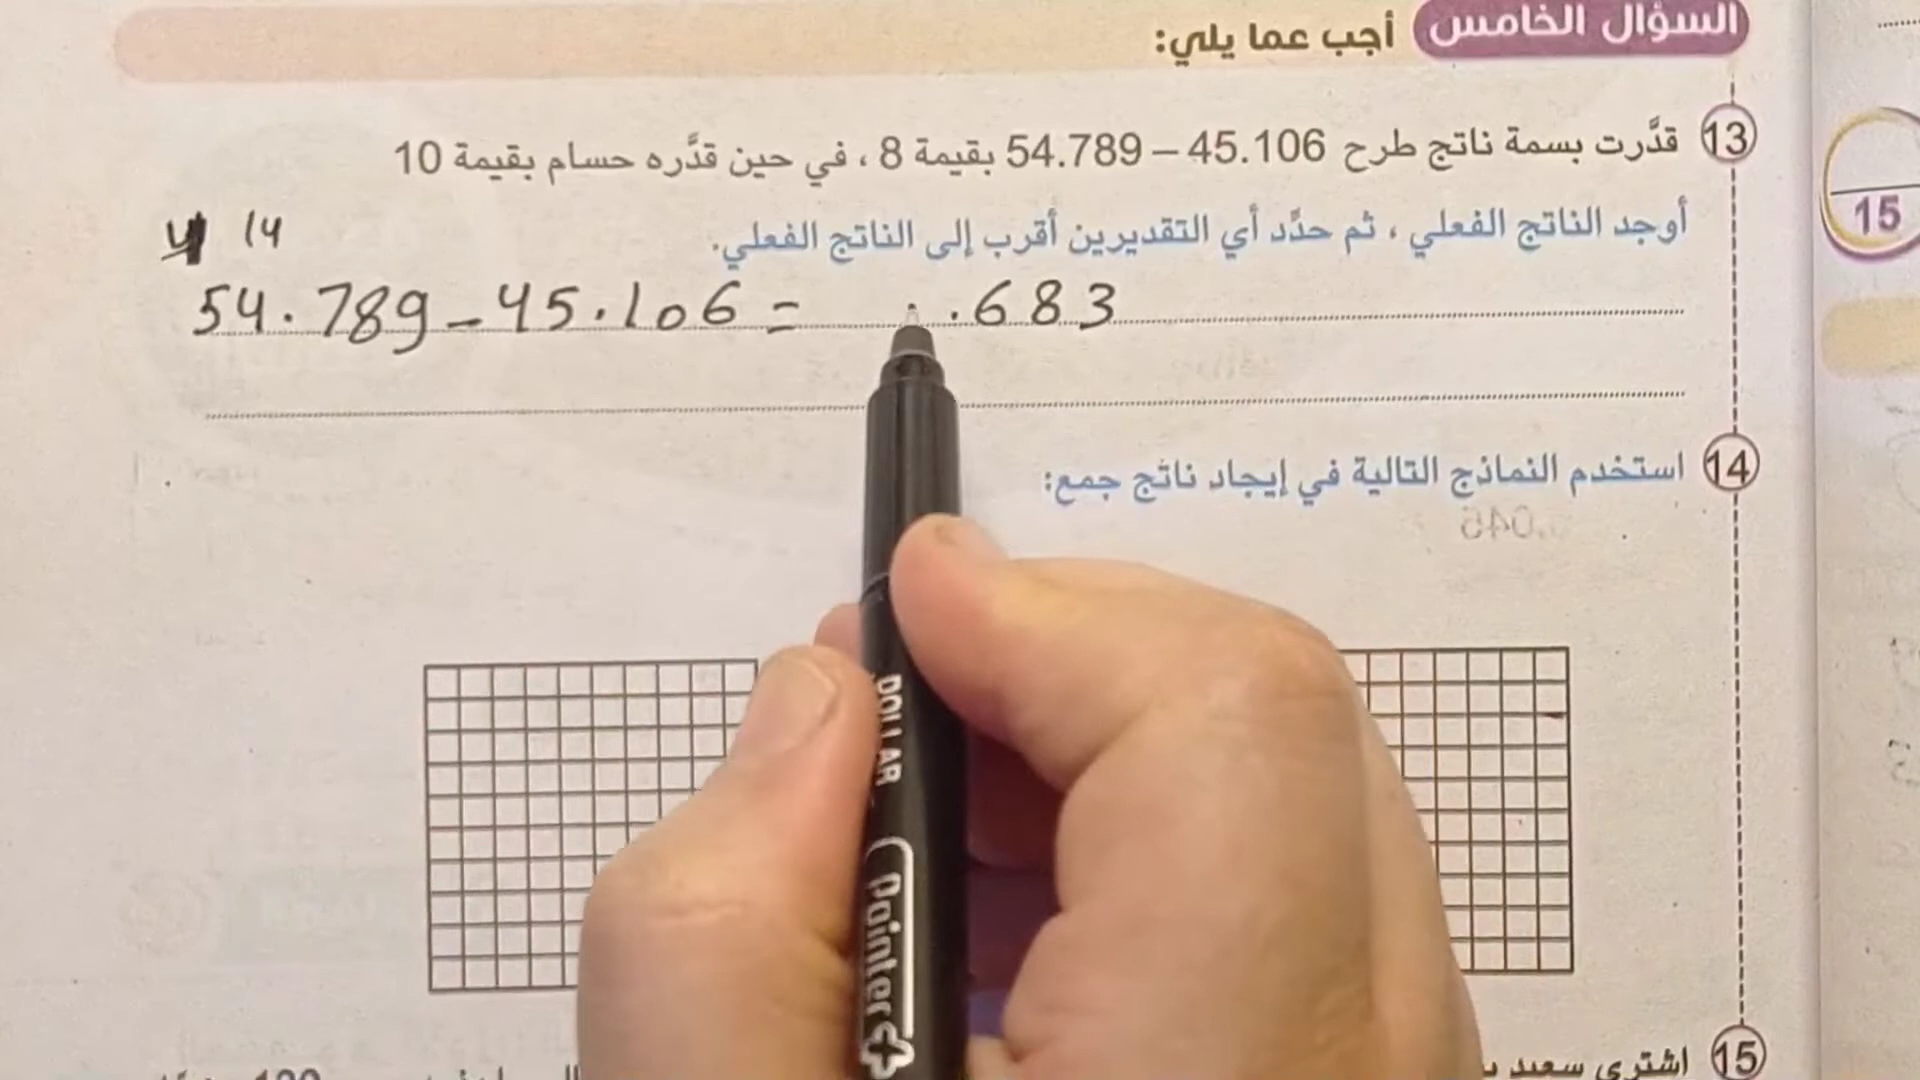 السؤال الخامس أجب عما يلي:
13 قدَّرت بسمة ناتج طرح 45.106 – 54.789 بقيمة 8 ، في حين قدَّره حسام بقيمة 10
أوجد الناتج الفعلي ، ثم حدِّد أي التقديرين أقرب إلى الناتج الفعلي.
15
4 14
54.789 - 45.106 = .683
14 استخدم النماذج التالية في إيجاد ناتج جمع:
DOLLAR Pointer
15 اشترى سعيد